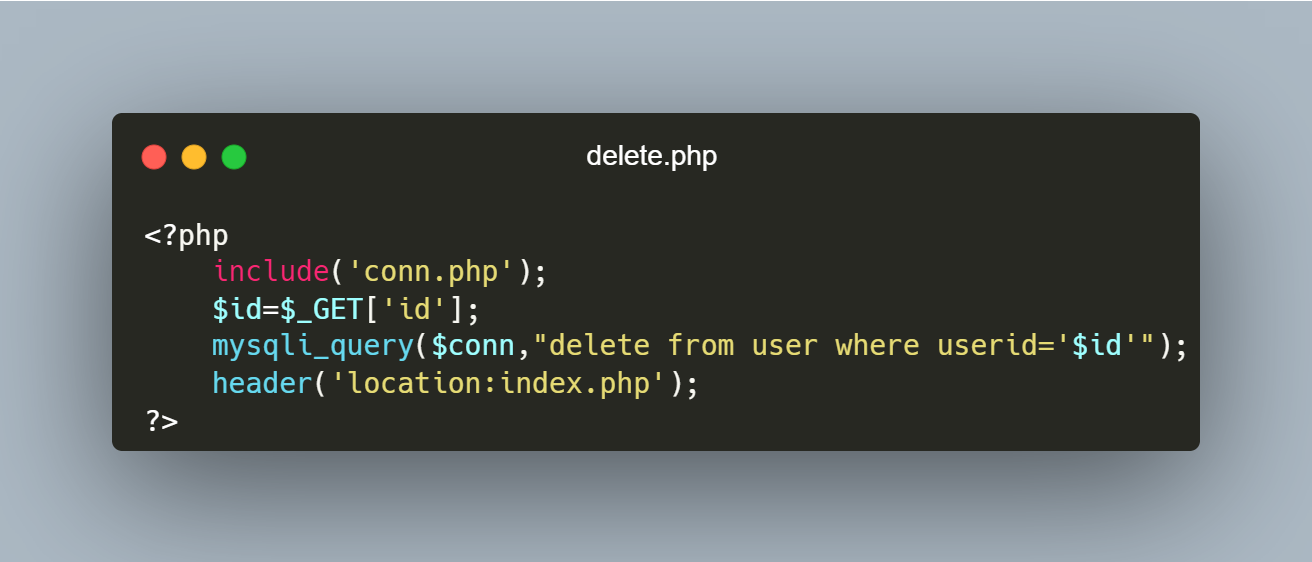 delete.php
<?php
    include('conn.php');
    $id=$_GET['id'];
    mysqli_query($conn,"delete from user where userid='$id'");
    header('location:index.php');
?>